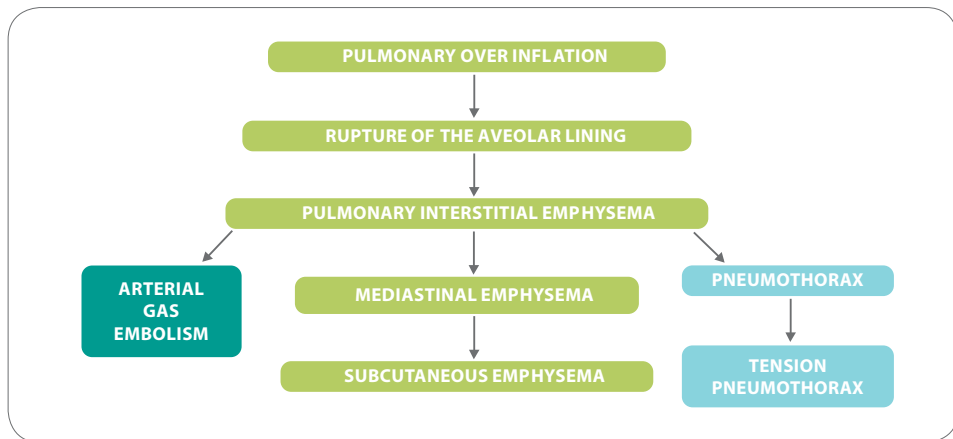 PULMONARY OVER INFLATION
RUPTURE OF THE AVEOLAR LINING
PULMONARY INTERSTITIAL EMPHYSEMA
ARTERIAL
GAS
EMBOLISM
MEDIASTINAL EMPHYSEMA
PNEUMOTHORAX
SUBCUTANEOUS EMPHYSEMA
TENSION
PNEUMOTHORAX